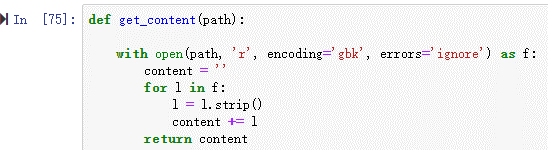 In [75]: def get_content(path):
    with open(path, 'r', encoding='gbk', errors='ignore') as f:
        content = ''
        for l in f:
            l = l.strip()
            content += l
        return content